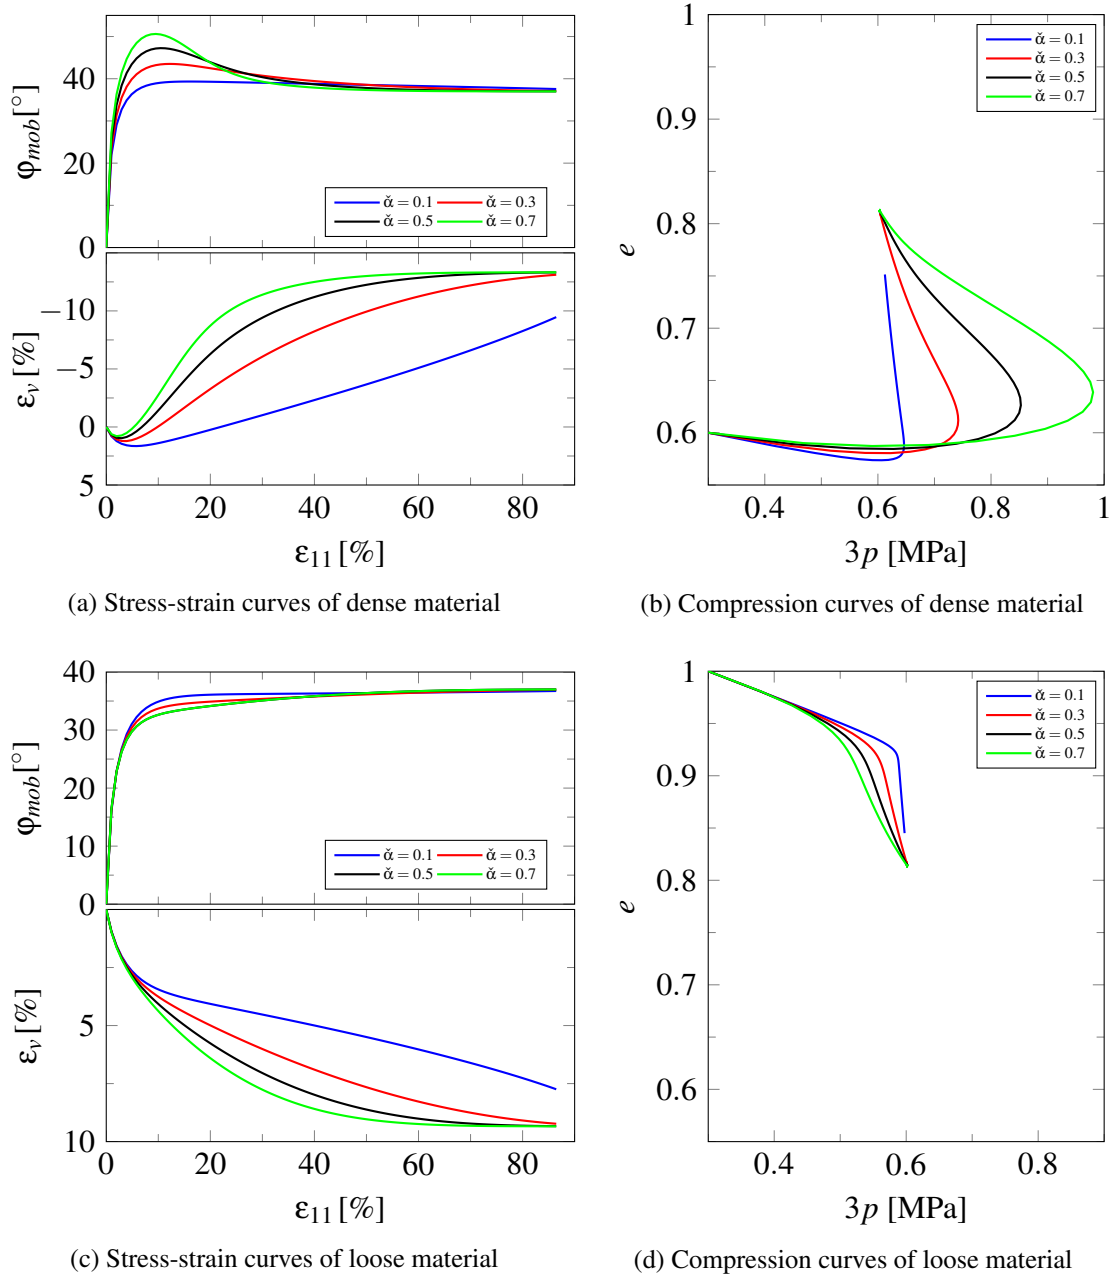 φmob[°]
40
20
0
α̌ = 0.1 α̌ = 0.3
α̌ = 0.5 α̌ = 0.7
εv [%]
−10
−5
0
5
0 20 40 60 80
ε11 [%]
(a) Stress-strain curves of dense material
e
1
0.9
0.8
0.7
0.6
α̌ = 0.1
α̌ = 0.3
α̌ = 0.5
α̌ = 0.7
0.4 0.6 0.8 1
3p [MPa]
(b) Compression curves of dense material
φmob[°]
40
30
20
10
0
α̌ = 0.1 α̌ = 0.3
α̌ = 0.5 α̌ = 0.7
εv [%]
5
10
0 20 40 60 80
ε11 [%]
(c) Stress-strain curves of loose material
e
1
0.9
0.8
0.7
0.6
α̌ = 0.1
α̌ = 0.3
α̌ = 0.5
α̌ = 0.7
0.4 0.6 0.8
3p [MPa]
(d) Compression curves of loose material